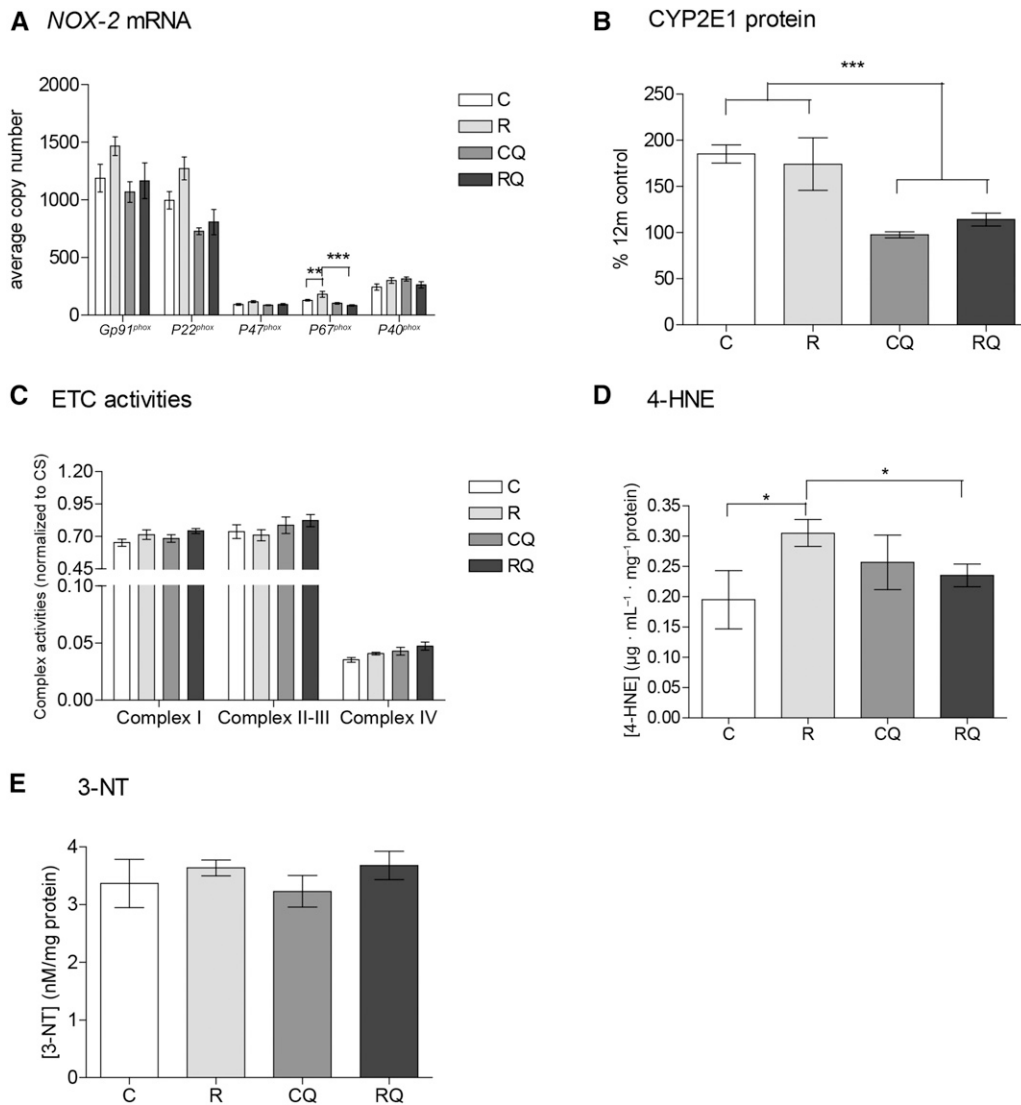 A NOX-2 mRNA
average copy number
2000
1500
1000
500
0
** ***
Gp91phox P22phox P47phox P67phox P40phox
C
R
CQ
RQ
B CYP2E1 protein
% 12m control
250
200
150
100
50
0
***
C R CQ RQ
C ETC activities
Complex activities (normalized to CS)
1.20
0.95
0.70
0.45
0.10
0.05
0.00
Complex I Complex II-III Complex IV
C
R
CQ
RQ
D 4-HNE
[4-HNE] (µg · mL⁻¹ · mg⁻¹ protein)
0.35
0.30
0.25
0.20
0.15
0.00
* *
C R CQ RQ
E 3-NT
[3-NT] (nM/mg protein)
4
3
2
1
0
C R CQ RQ